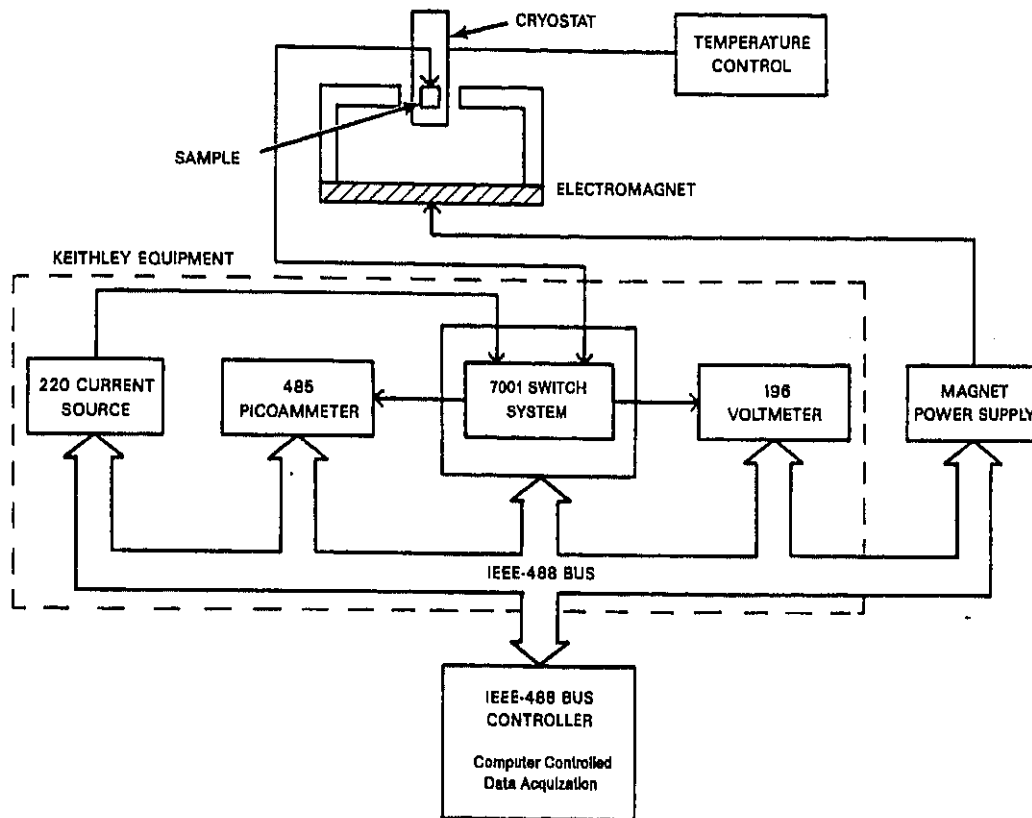 CRYOSTAT
TEMPERATURE
CONTROL
SAMPLE
ELECTROMAGNET
KEITHLEY EQUIPMENT
220 CURRENT
SOURCE
485
PICOAMMETER
7001 SWITCH
SYSTEM
196
VOLTMETER
MAGNET
POWER SUPPLY
IEEE-488 BUS
IEEE-488 BUS
CONTROLLER
Computer Controlled
Data Acquization